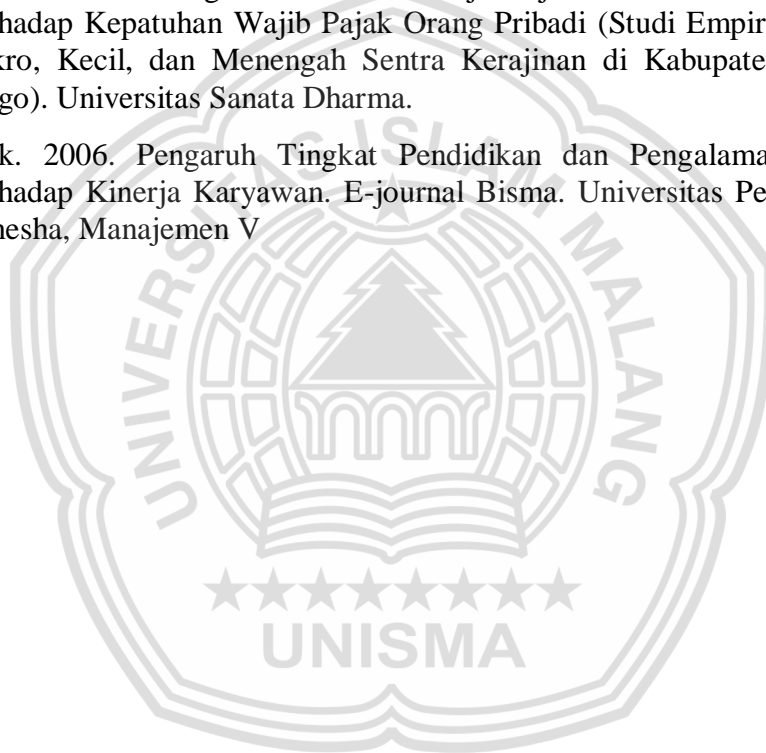 hadap Kepatuhan Wajib Pajak Orang Pribadi (Studi Empir
kro, Kecil, dan Menengah Sentra Kerajinan di Kabupate
go). Universitas Sanata Dharma.
k. 2006. Pengaruh Tingkat Pendidikan dan Pengalama
hadap Kinerja Karyawan. E-journal Bisma. Universitas Pe
nesha, Manajemen V
UNIVERSITAS ISLAM MALANG
UNISMA